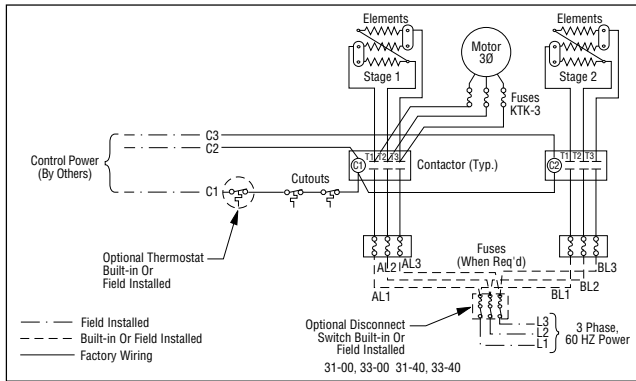 Elements
Elements
Motor
3Ø
Stage 1
Stage 2
Fuses
KTK-3
C3
C2
T1 T2 T3
T1 T2 T3
Control Power
(By Others)
C1
Contactor (Typ.)
C2
C1
Cutouts
Optional Thermostat
Built-in Or
Field Installed
Fuses
(When Req'd)
AL2
AL3
BL3
AL1
BL1
BL2
Field Installed
Built-in Or Field Installed
Factory Wiring
Optional Disconnect
Switch Built-in Or
Field Installed
L3
L2
L1
3 Phase,
60 HZ Power
31-00, 33-00 31-40, 33-40